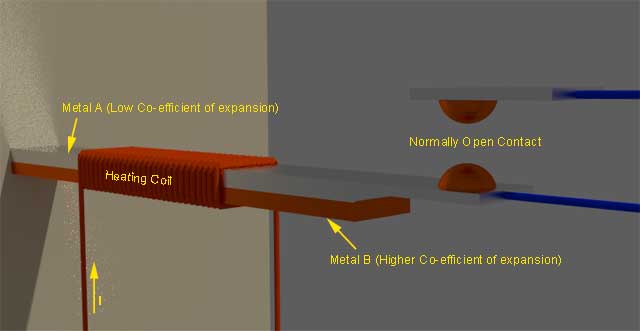 Metal A (Low Co-efficient of expansion)
Normally Open Contact
Heating Coil
Metal B (Higher Co-efficient of expansion)
I